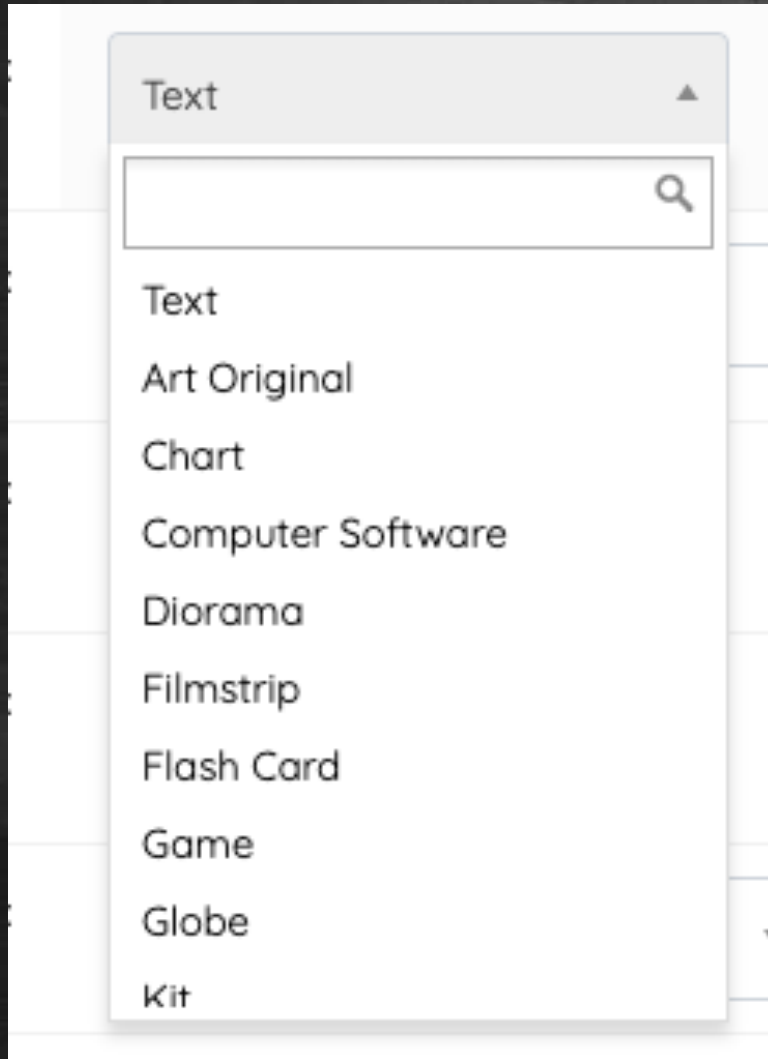 Text
Text
Art Original
Chart
Computer Software
Diorama
Filmstrip
Flash Card
Game
Globe
Kit